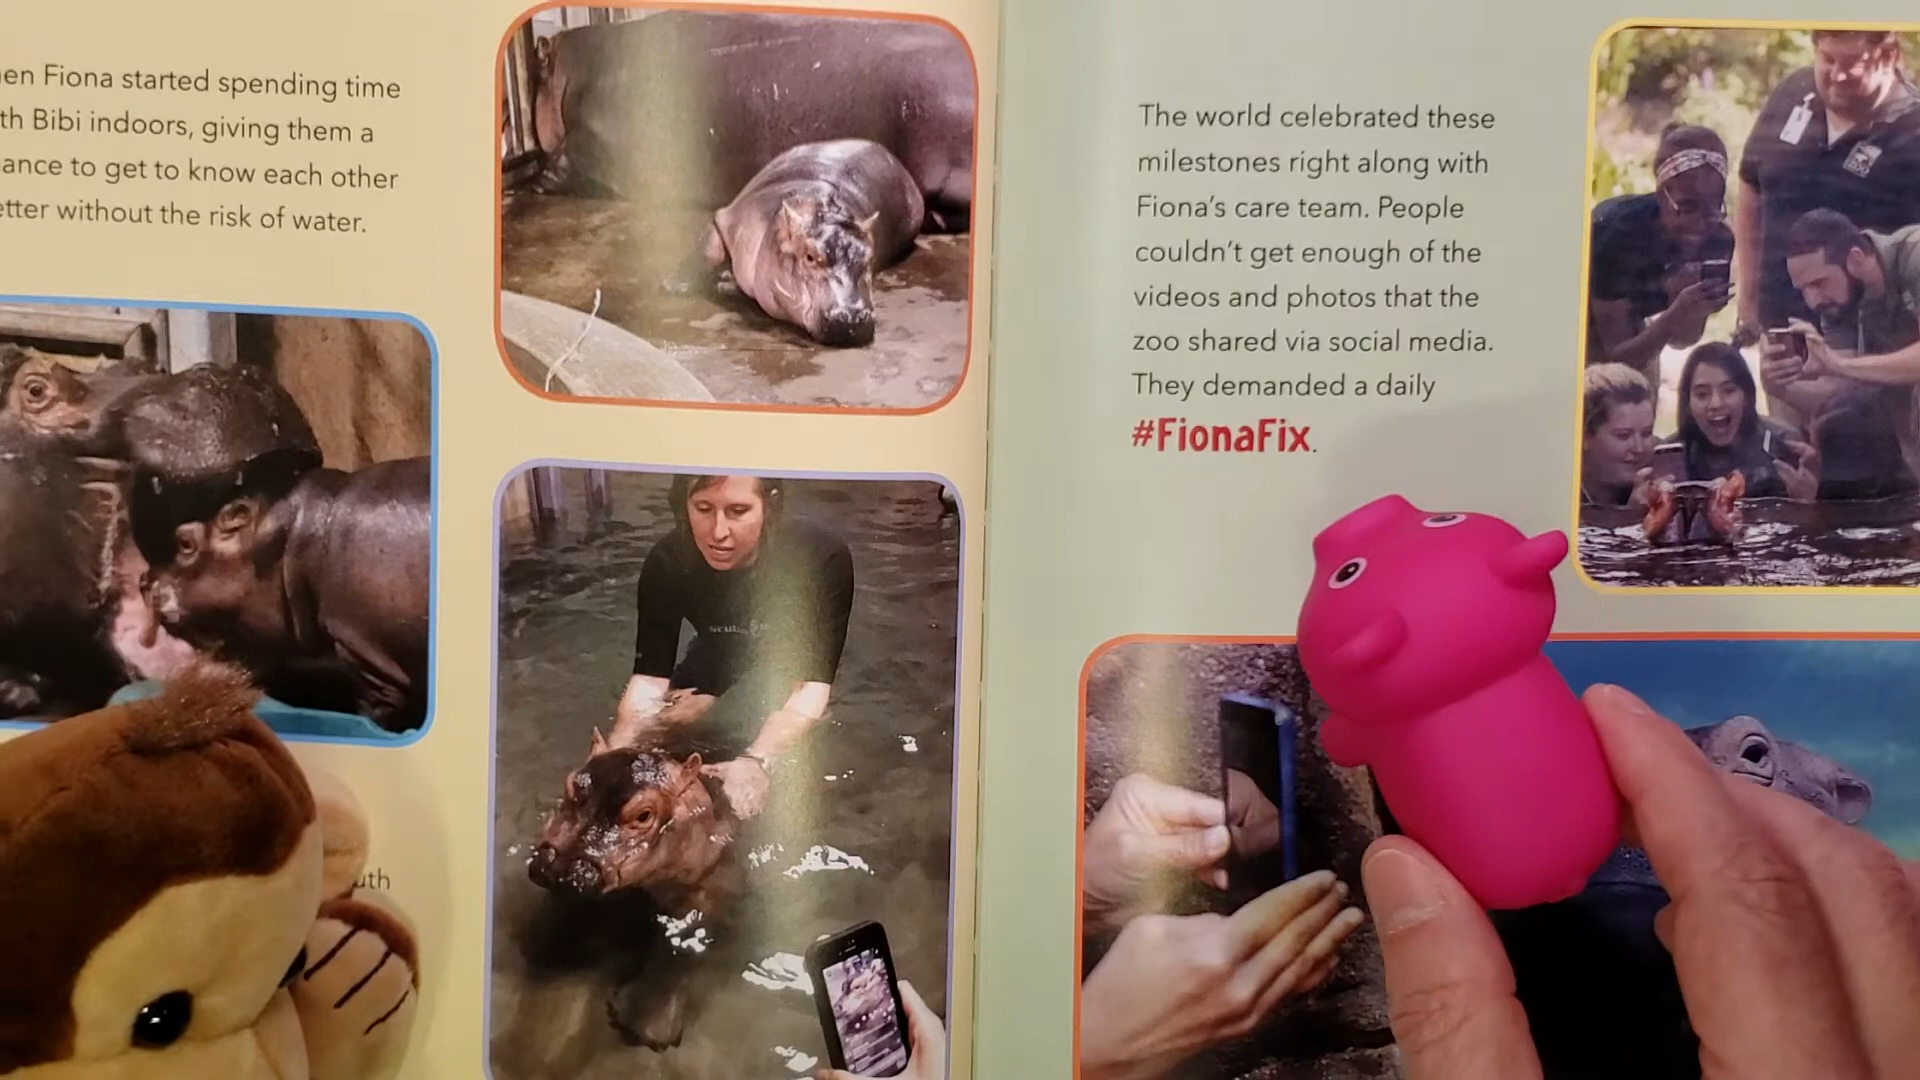 en Fiona started spending time
th Bibi indoors, giving them a
ance to get to know each other
etter without the risk of water.
uth
The world celebrated these
milestones right along with
Fiona's care team. People
couldn't get enough of the
videos and photos that the
zoo shared via social media.
They demanded a daily
#FionaFix.